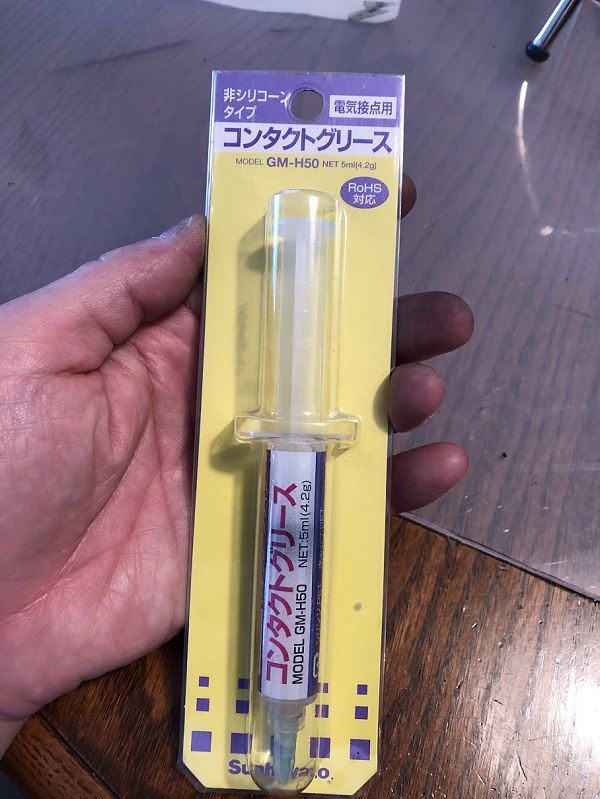 非シリコーン
タイプ
電気接点用
コンタクトグリース
MODEL GM-H50 NET 5ml(4.2g)
RoHS
対応
コンタクトグリース
MODEL GM-H50 NET:5ml(4.2g)